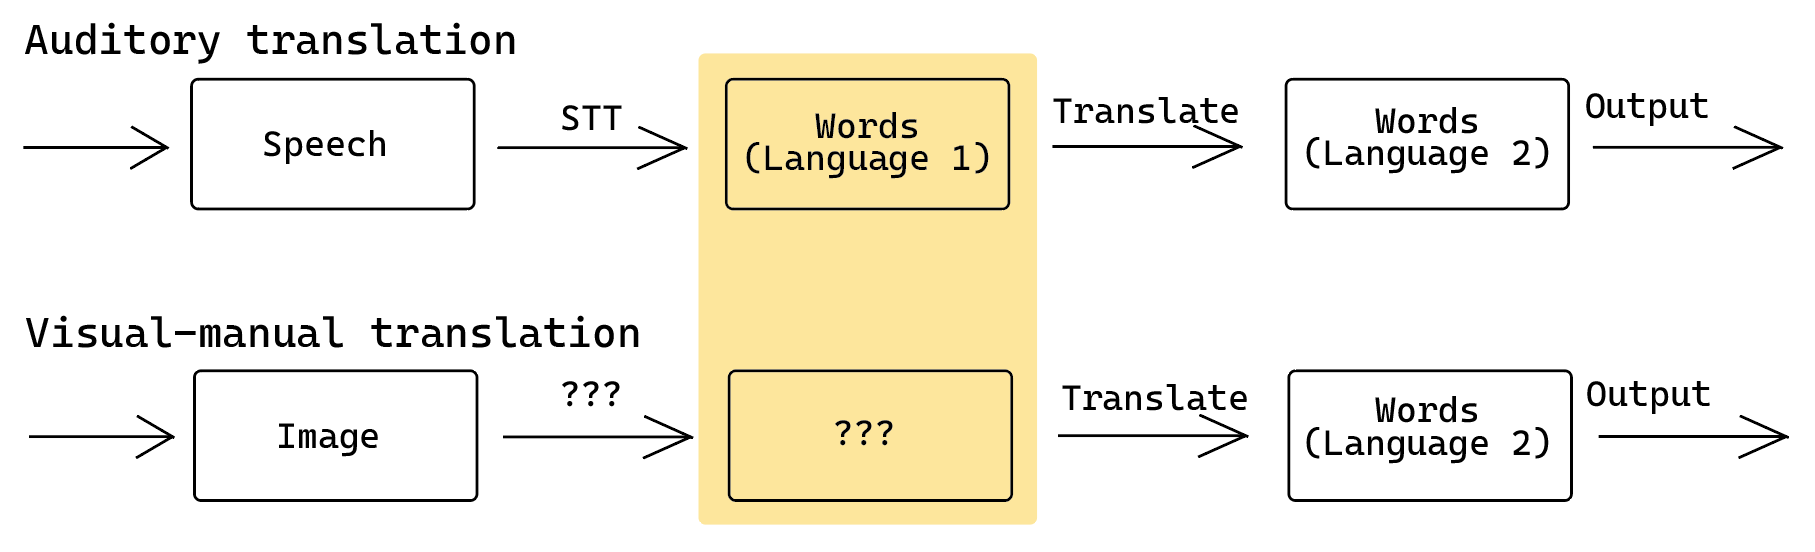 Auditory translation
Speech
STT
Words
(Language 1)
Translate
Words
(Language 2)
Output
Visual-manual translation
Image
???
???
Translate
Words
(Language 2)
Output